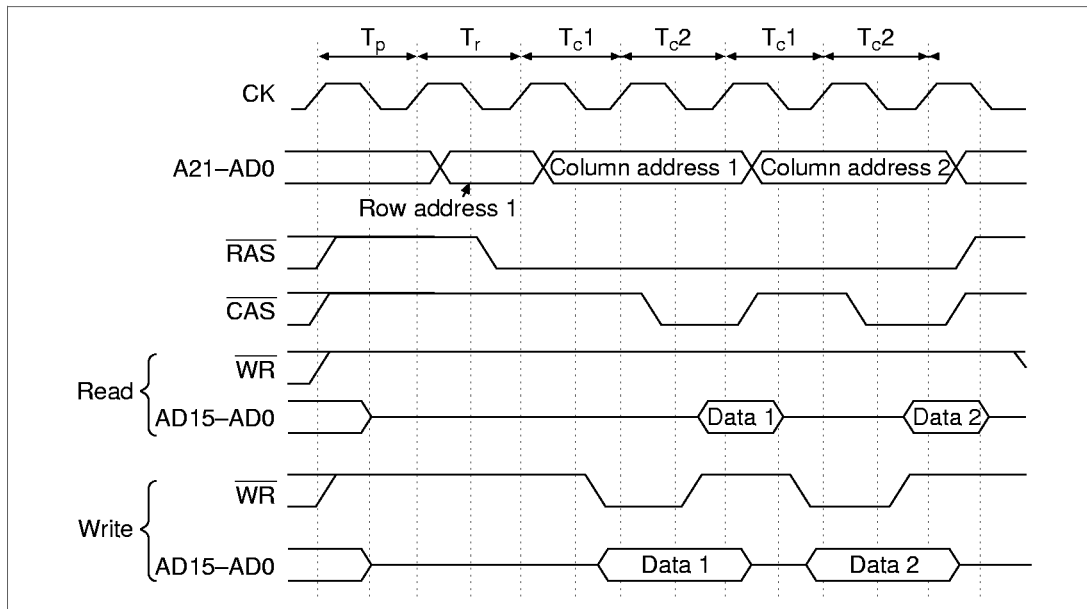 Tp Tr Tc1 Tc2 Tc1 Tc2
CK
A21–AD0 Column address 1 Column address 2
Row address 1
RAS
CAS
WR
Read
AD15–AD0 Data 1 Data 2
WR
Write
AD15–AD0 Data 1 Data 2